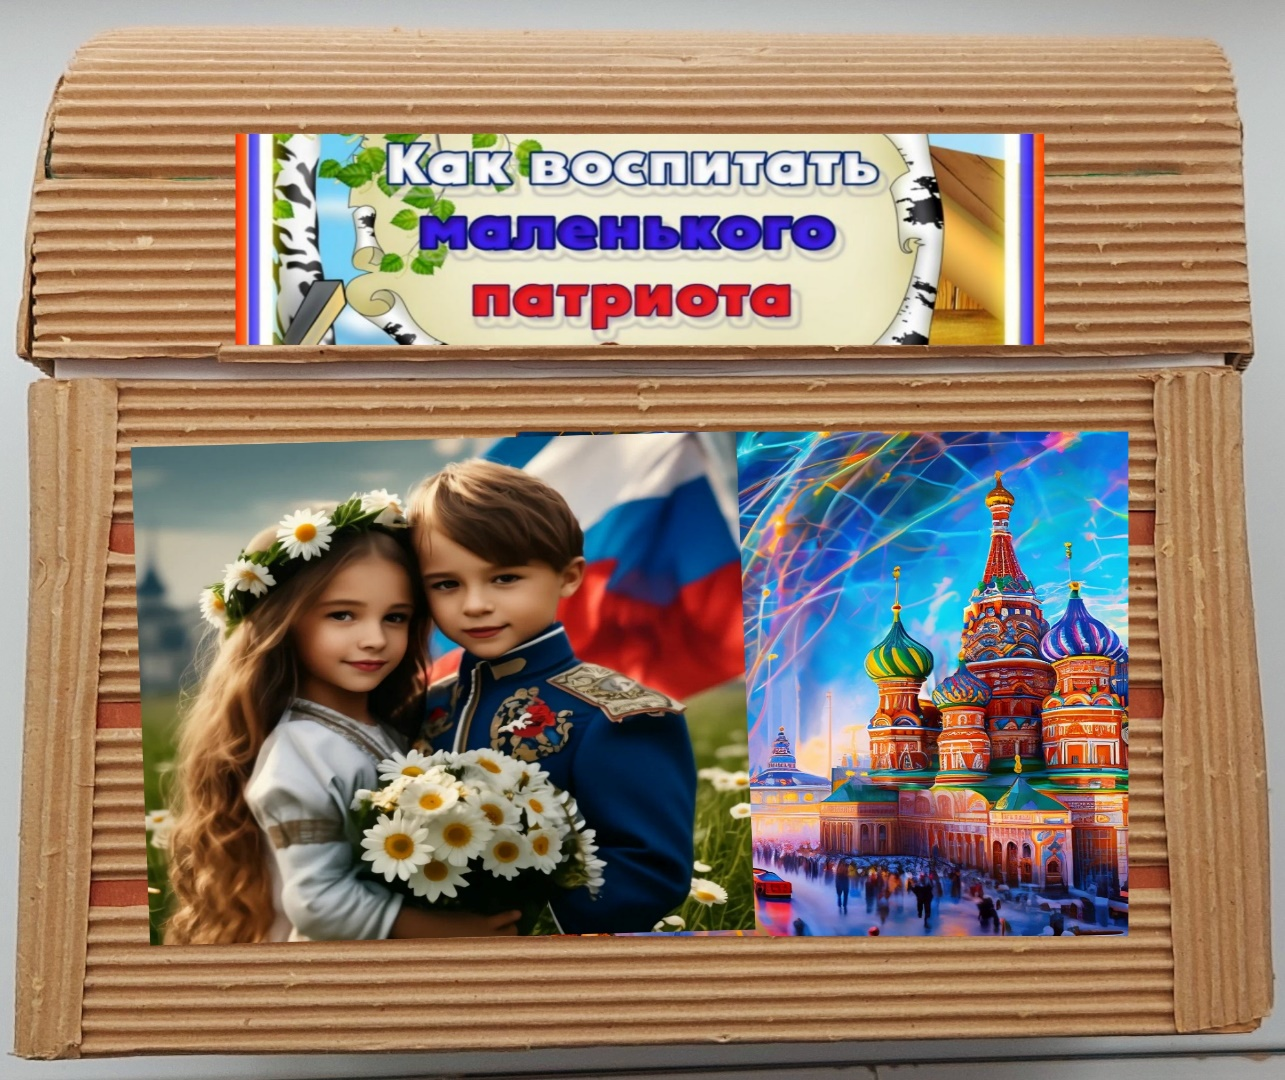 Как воспитать
маленького
патриота